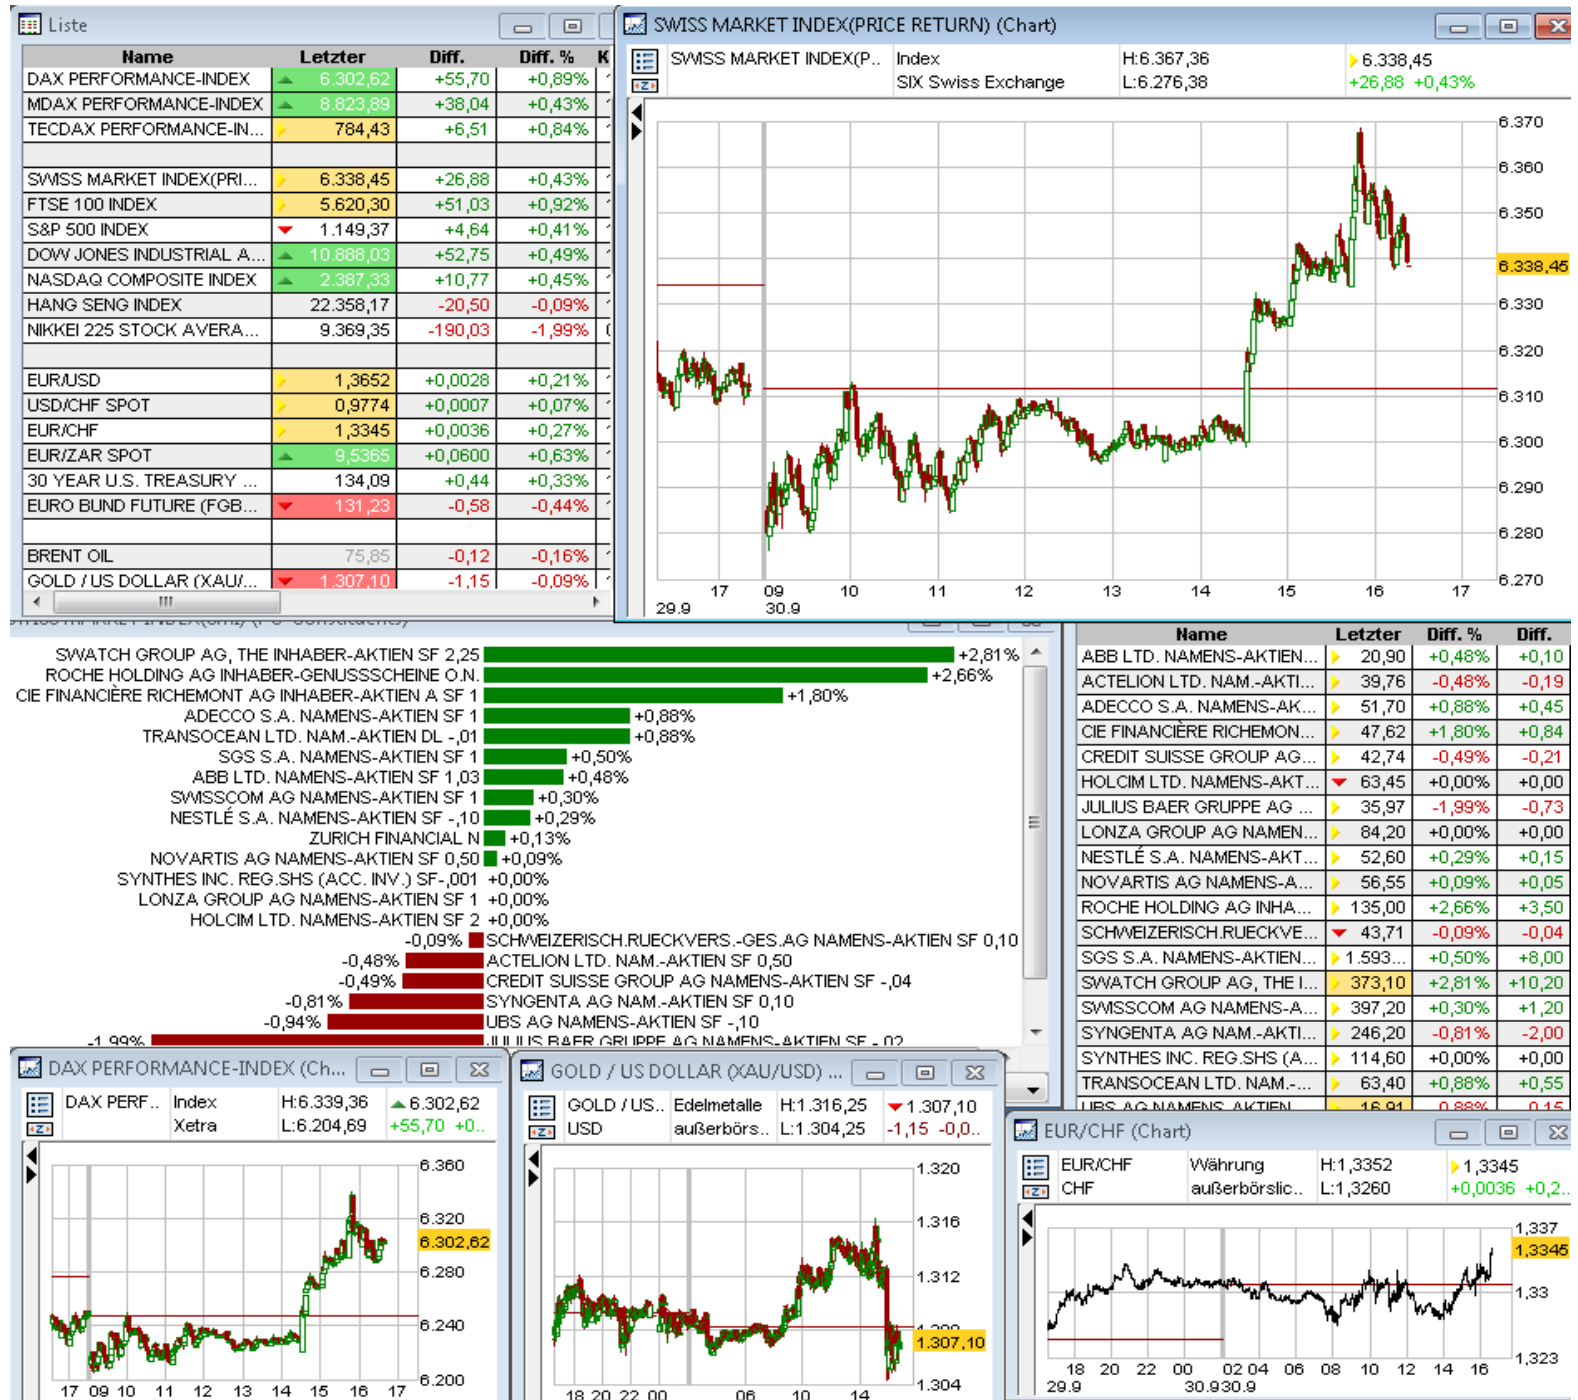 Liste
Name Letzter Diff. Diff. % K
DAX PERFORMANCE-INDEX 6.302,62 +55,70 +0,89%
MDAX PERFORMANCE-INDEX 8.823,89 +38,04 +0,43%
TECDAX PERFORMANCE-IN... 784,43 +6,51 +0,84%
SWISS MARKET INDEX(PRI... 6.338,45 +26,88 +0,43%
FTSE 100 INDEX 5.620,30 +51,03 +0,92%
S&P 500 INDEX 1.149,37 +4,64 +0,41%
DOW JONES INDUSTRIAL A... 10.888,03 +52,75 +0,49%
NASDAQ COMPOSITE INDEX 2.387,33 +10,77 +0,45%
HANG SENG INDEX 22.358,17 -20,50 -0,09%
NIKKEI 225 STOCK AVERA... 9.369,35 -190,03 -1,99%
EUR/USD 1,3652 +0,0028 +0,21%
USD/CHF SPOT 0,9774 +0,0007 +0,07%
EUR/CHF 1,3345 +0,0036 +0,27%
EUR/ZAR SPOT 9,5365 +0,0600 +0,63%
30 YEAR U.S. TREASURY ... 134,09 +0,44 +0,33%
EURO BUND FUTURE (FGB... 131,23 -0,58 -0,44%
BRENT OIL 75,85 -0,12 -0,16%
GOLD / US DOLLAR (XAU/... 1.307,10 -1,15 -0,09%
SWISS MARKET INDEX(PRICE RETURN) (Chart)
SWISS MARKET INDEX(P.. Index H:6.367,36 6.338,45
SIX Swiss Exchange L:6.276,38 +26,88 +0,43%
6.370
6.360
6.350
6.338,45
6.330
6.320
6.310
6.300
6.290
6.280
6.270
17 09 10 11 12 13 14 15 16 17
29.9 30.9
SWATCH GROUP AG, THE INHABER-AKTIEN SF 2,25 +2,81%
ROCHE HOLDING AG INHABER-GENUSSSCHEINE O.N. +2,66%
CIE FINANCIÈRE RICHEMONT AG INHABER-AKTIEN A SF 1 +1,80%
ADECCO S.A. NAMENS-AKTIEN SF 1 +0,88%
TRANSOCEAN LTD. NAM.-AKTIEN DL -,01 +0,88%
SGS S.A. NAMENS-AKTIEN SF 1 +0,50%
ABB LTD. NAMENS-AKTIEN SF 1,03 +0,48%
SWISSCOM AG NAMENS-AKTIEN SF 1 +0,30%
NESTLÉ S.A. NAMENS-AKTIEN SF -,10 +0,29%
ZURICH FINANCIAL N +0,13%
NOVARTIS AG NAMENS-AKTIEN SF 0,50 +0,09%
SYNTHES INC. REG.SHS (ACC. INV.) SF-,001 +0,00%
LONZA GROUP AG NAMENS-AKTIEN SF 1 +0,00%
HOLCIM LTD. NAMENS-AKTIEN SF 2 +0,00%
-0,09% SCHWEIZERISCH.RUECKVERS.-GES.AG NAMENS-AKTIEN SF 0,10
-0,48% ACTELION LTD. NAM.-AKTIEN SF 0,50
-0,49% CREDIT SUISSE GROUP AG NAMENS-AKTIEN SF -,04
-0,81% SYNGENTA AG NAM.-AKTIEN SF 0,10
-0,94% UBS AG NAMENS-AKTIEN SF -,10
-1,99% JULIUS BAER GRUPPE AG NAMENS-AKTIEN SF -,02
Name Letzter Diff. % Diff.
ABB LTD. NAMENS-AKTIEN... 20,90 +0,48% +0,10
ACTELION LTD. NAM.-AKTI... 39,76 -0,48% -0,19
ADECCO S.A. NAMENS-AK... 51,70 +0,88% +0,45
CIE FINANCIÈRE RICHEMON... 47,62 +1,80% +0,84
CREDIT SUISSE GROUP AG... 42,74 -0,49% -0,21
HOLCIM LTD. NAMENS-AKT... 63,45 +0,00% +0,00
JULIUS BAER GRUPPE AG ... 35,97 -1,99% -0,73
LONZA GROUP AG NAMEN... 84,20 +0,00% +0,00
NESTLÉ S.A. NAMENS-AKT... 52,60 +0,29% +0,15
NOVARTIS AG NAMENS-A... 56,55 +0,09% +0,05
ROCHE HOLDING AG INHA... 135,00 +2,66% +3,50
SCHWEIZERISCH.RUECKVE... 43,71 -0,09% -0,04
SGS S.A. NAMENS-AKTIEN... 1.593... +0,50% +8,00
SWATCH GROUP AG, THE I... 373,10 +2,81% +10,20
SWISSCOM AG NAMENS-A... 397,20 +0,30% +1,20
SYNGENTA AG NAM.-AKTI... 246,20 -0,81% -2,00
SYNTHES INC. REG.SHS (A... 114,60 +0,00% +0,00
TRANSOCEAN LTD. NAM.-... 63,40 +0,88% +0,55
UBS AG NAMENS-AKTIEN 16,91 -0,88% -0,15
DAX PERFORMANCE-INDEX (Ch...
DAX PERF.. Index H:6.339,36 6.302,62
Xetra L:6.204,69 +55,70 +0..
6.360
6.320
6.302,62
6.280
6.240
6.200
17 09 10 11 12 13 14 15 16 17
GOLD / US DOLLAR (XAU/USD) ...
GOLD / US.. Edelmetalle H:1.316,25 1.307,10
USD außerbörs.. L:1.304,25 -1,15 -0,0..
1.320
1.316
1.312
1.307,10
1.304
18 20 22 00 06 10 14
EUR/CHF (Chart)
EUR/CHF Währung H:1,3352 1,3345
CHF außerbörslic.. L:1,3260 +0,0036 +0,2..
1,337
1,3345
1,33
1,323
18 20 22 00 02 04 06 08 10 12 14 16
29.9 30.930.9